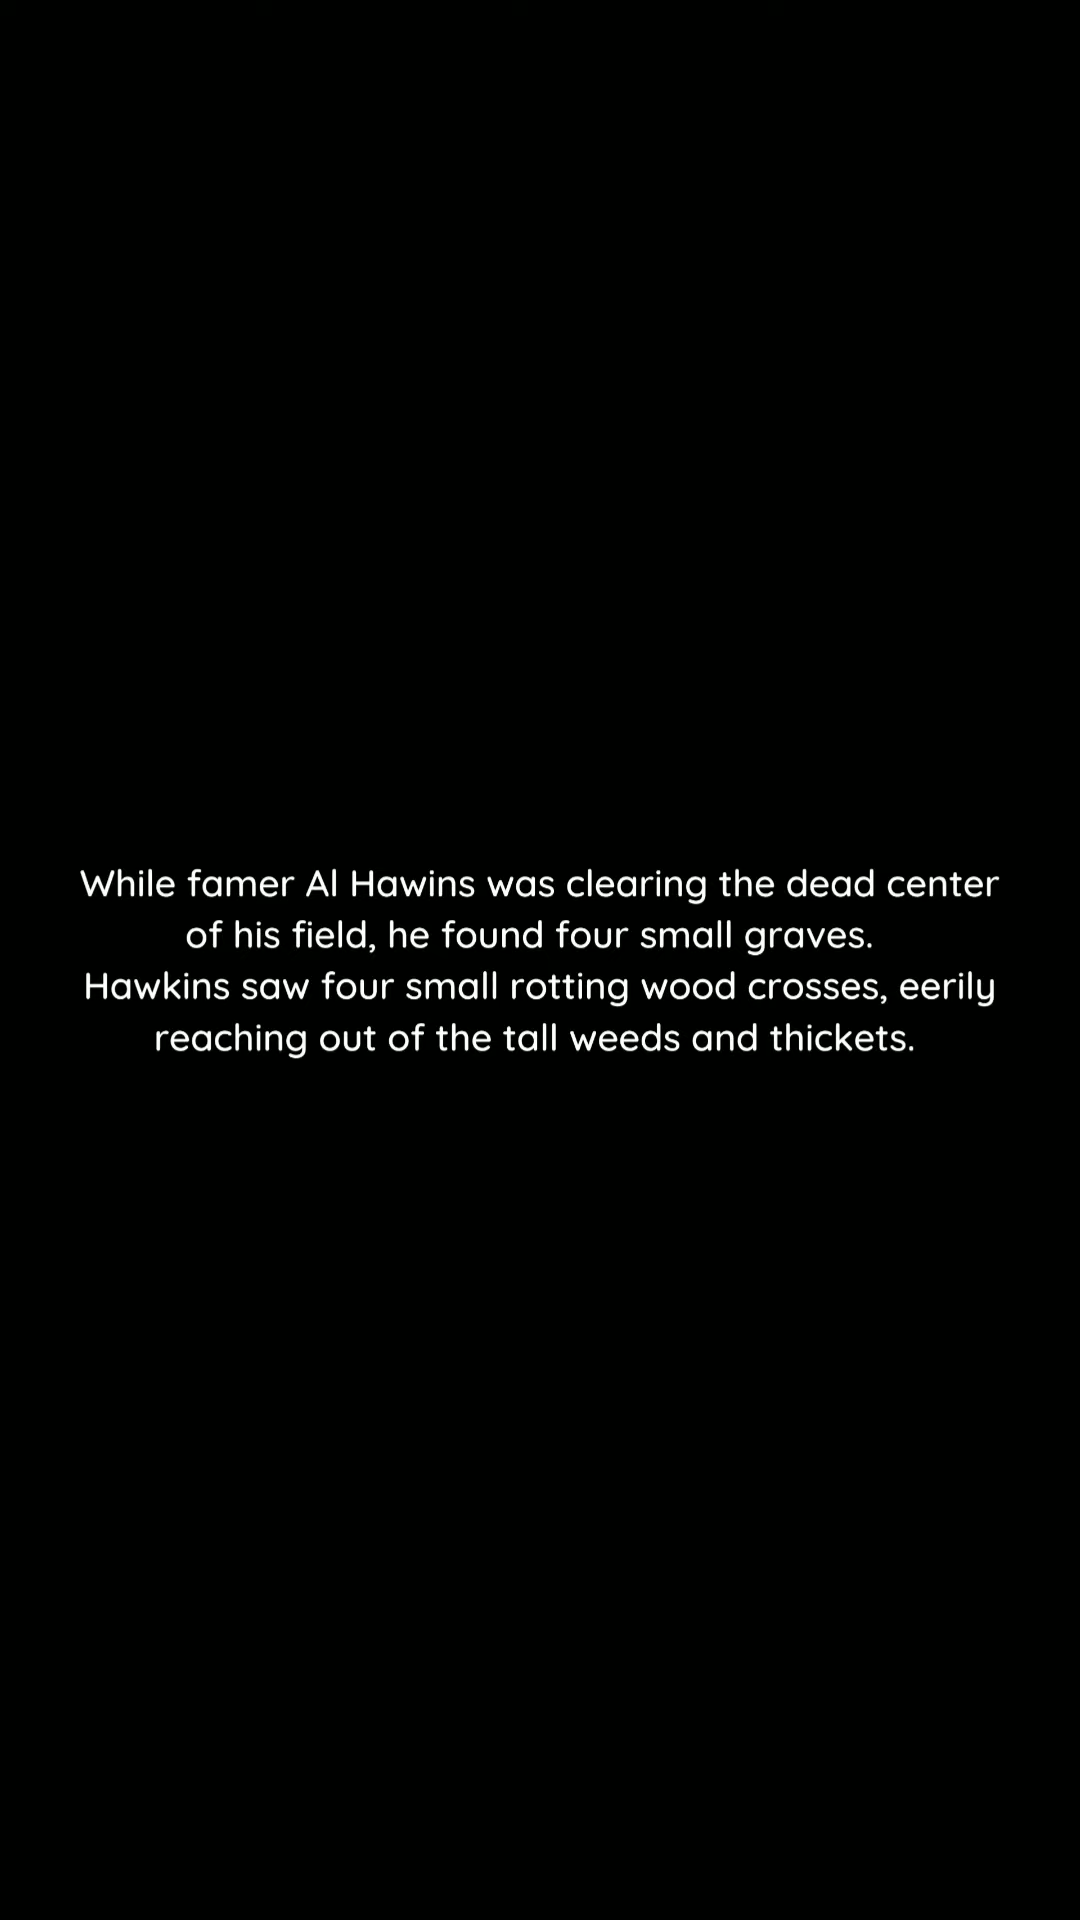 While famer Al Hawins was clearing the dead center
of his field, he found four small graves.
Hawkins saw four small rotting wood crosses, eerily
reaching out of the tall weeds and thickets.